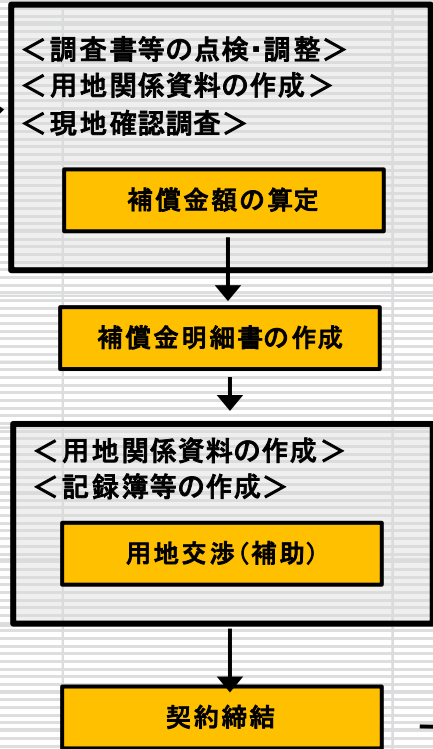 ＜調査書等の点検・調整＞
＜用地関係資料の作成＞
＜現地確認調査＞
補償金額の算定
補償金明細書の作成
＜用地関係資料の作成＞
＜記録簿等の作成＞
用地交渉（補助）
契約締結